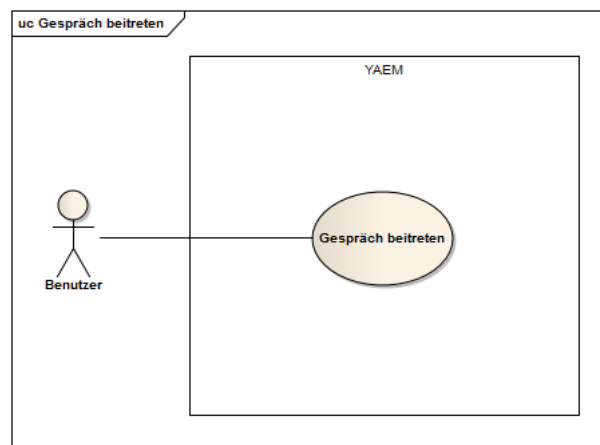 uc Gespräch beitreten
YAEM
Gespräch beitreten
Benutzer